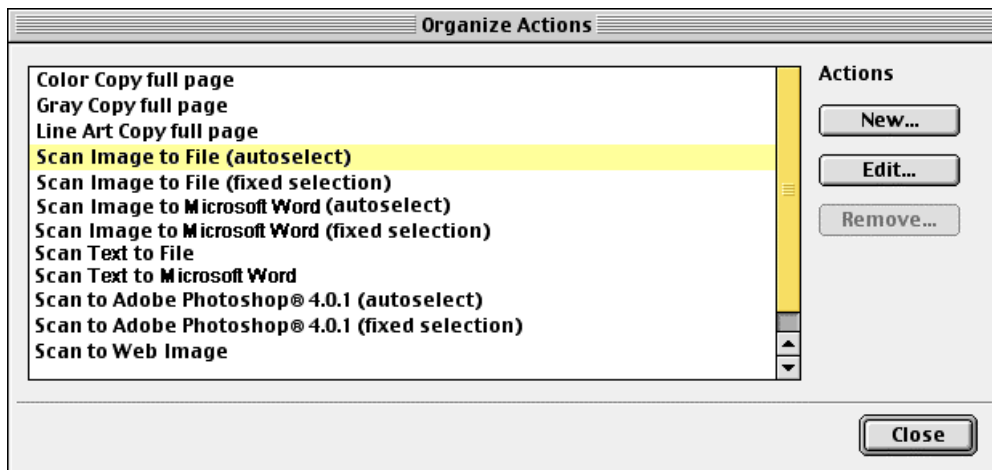 Organize Actions
Color Copy full page
Gray Copy full page
Line Art Copy full page
Scan Image to File (autoselect)
Scan Image to File (fixed selection)
Scan Image to Microsoft Word (autoselect)
Scan Image to Microsoft Word (fixed selection)
Scan Text to File
Scan Text to Microsoft Word
Scan to Adobe Photoshop® 4.0.1 (autoselect)
Scan to Adobe Photoshop® 4.0.1 (fixed selection)
Scan to Web Image
Actions
New...
Edit...
Remove...
Close